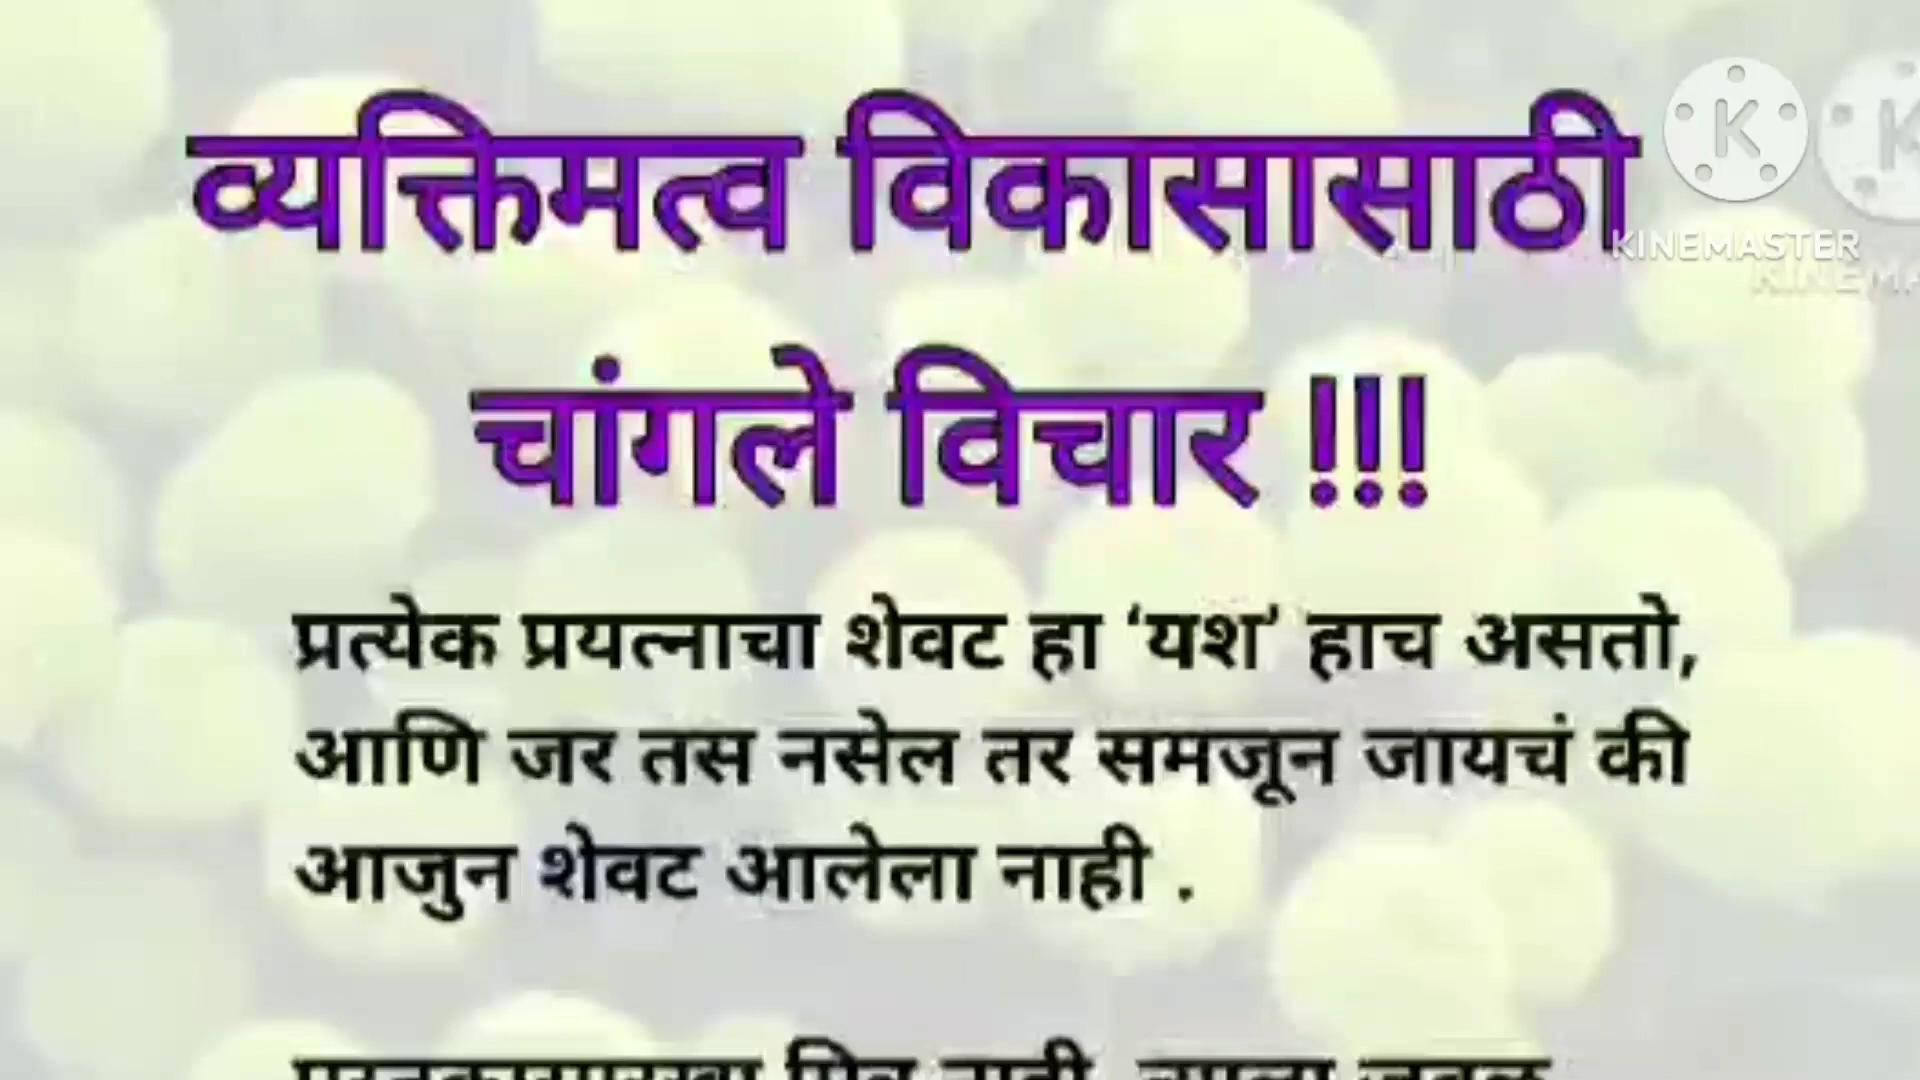 व्यक्तिमत्व विकासासाठी
KINEMASTER
चांगले विचार !!!
प्रत्येक प्रयत्नाचा शेवट हा ‘यश’ हाच असतो,
आणि जर तस नसेल तर समजून जायचं की
आजुन शेवट आलेला नाही .